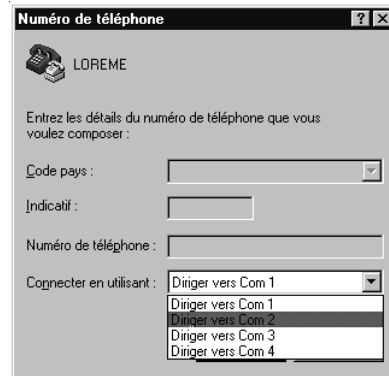 Numéro de téléphone
LOREME
Entrez les détails du numéro de téléphone que vous
voulez composer :
Code pays :
Indicatif :
Numéro de téléphone :
Connecter en utilisant : Diriger vers Com 1
Diriger vers Com 1
Diriger vers Com 2
Diriger vers Com 3
Diriger vers Com 4